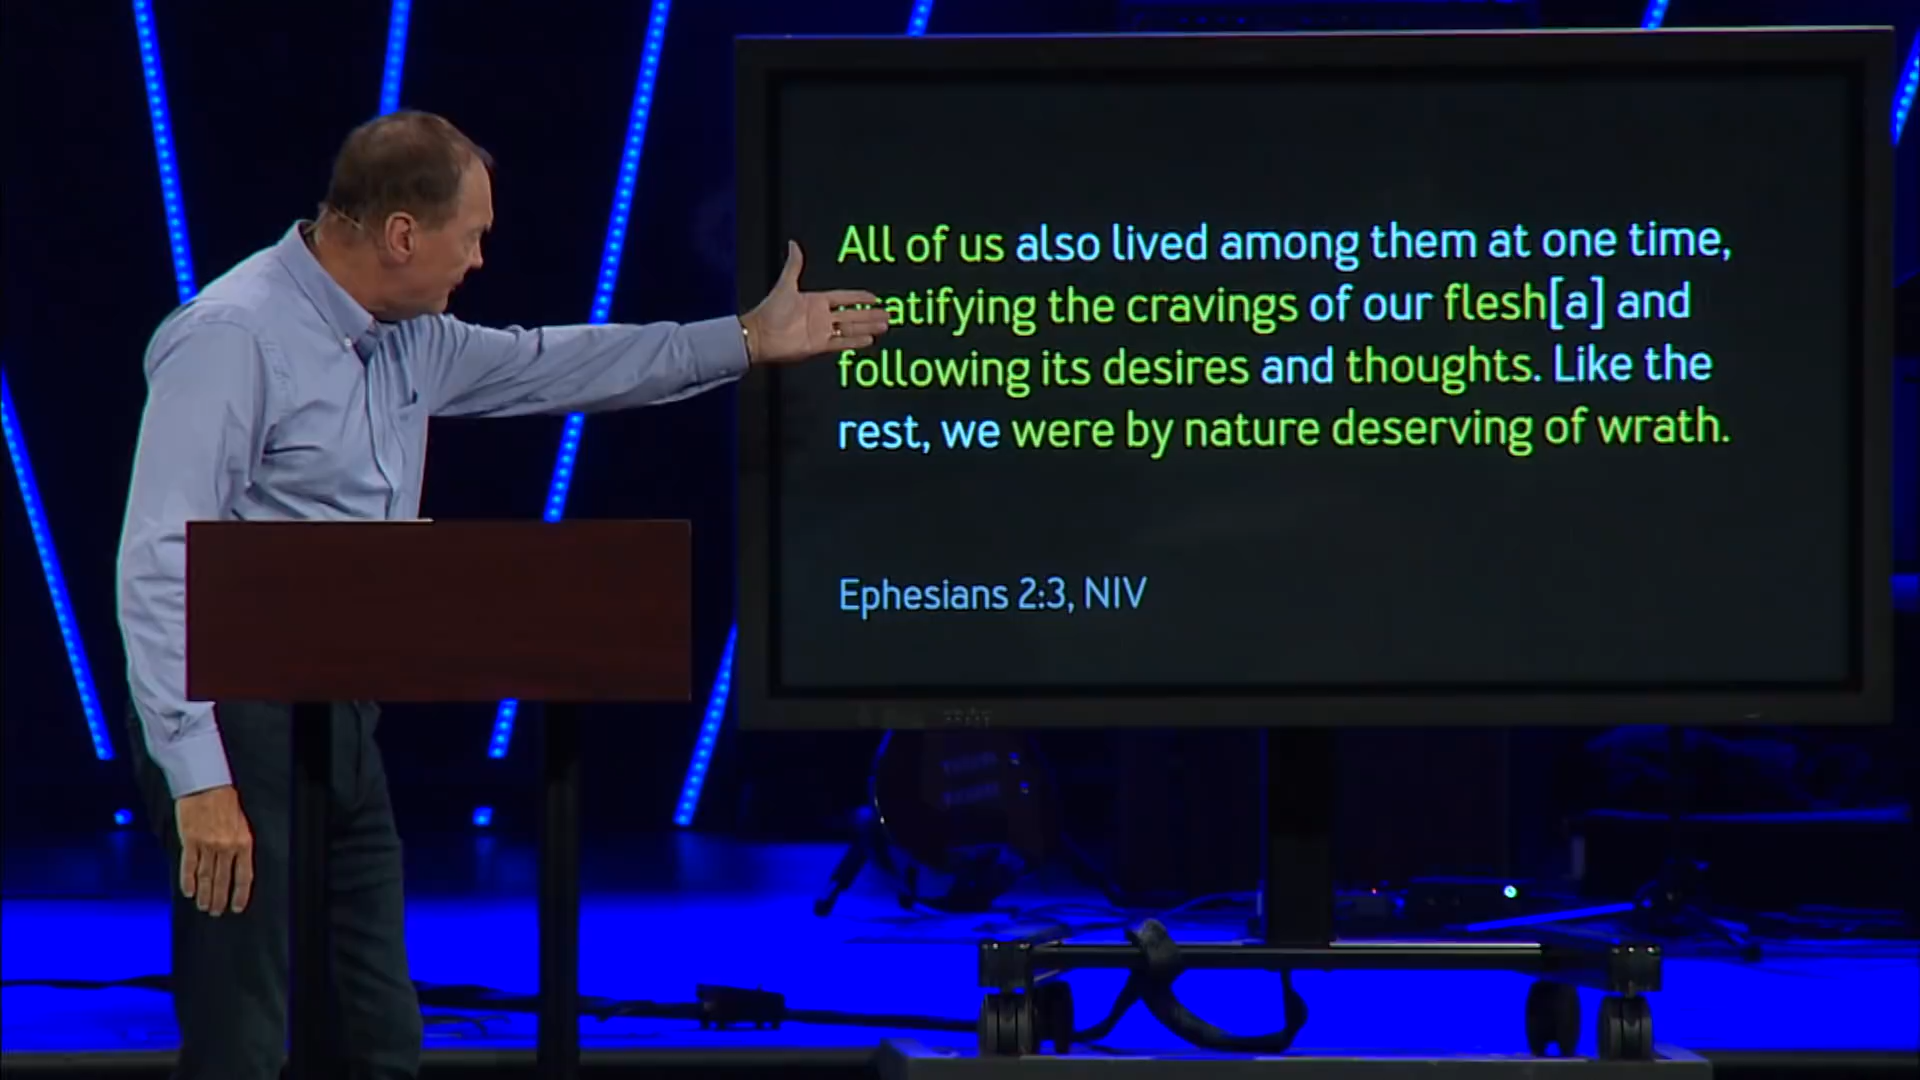 All of us also lived among them at one time,
gratifying the cravings of our flesh[a] and
following its desires and thoughts. Like the
rest, we were by nature deserving of wrath.
Ephesians 2:3, NIV